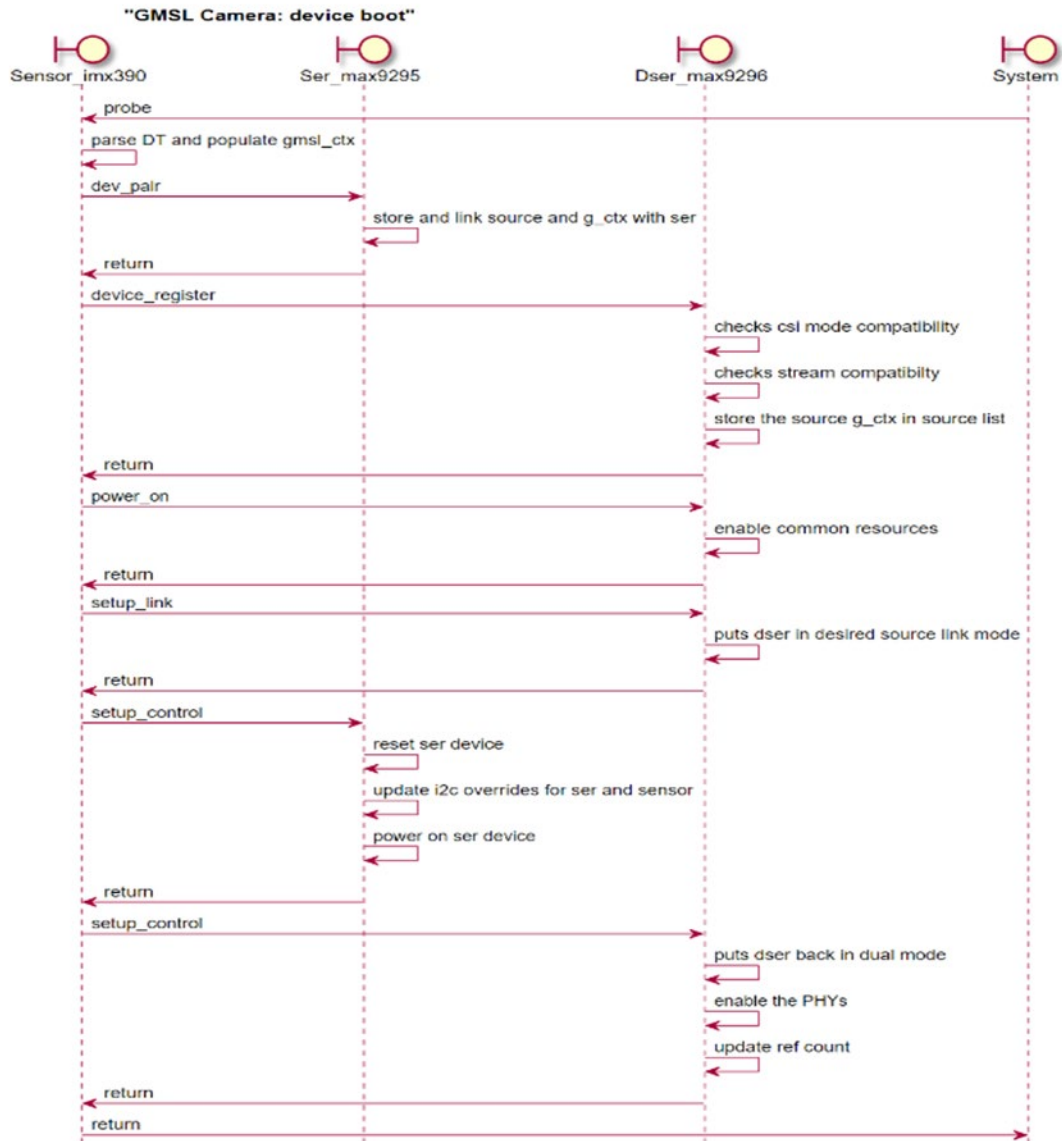 "GMSL Camera: device boot"
Sensor_imx390 Ser_max9295 Dser_max9296 System
probe
parse DT and populate gmsl_ctx
dev_pair
store and link source and g_ctx with ser
return
device_register
checks csi mode compatibility
checks stream compatibilty
store the source g_ctx in source list
return
power_on
enable common resources
return
setup_link
puts dser in desired source link mode
return
setup_control
reset ser device
update i2c overrides for ser and sensor
power on ser device
return
setup_control
puts dser back in dual mode
enable the PHYs
update ref count
return
return